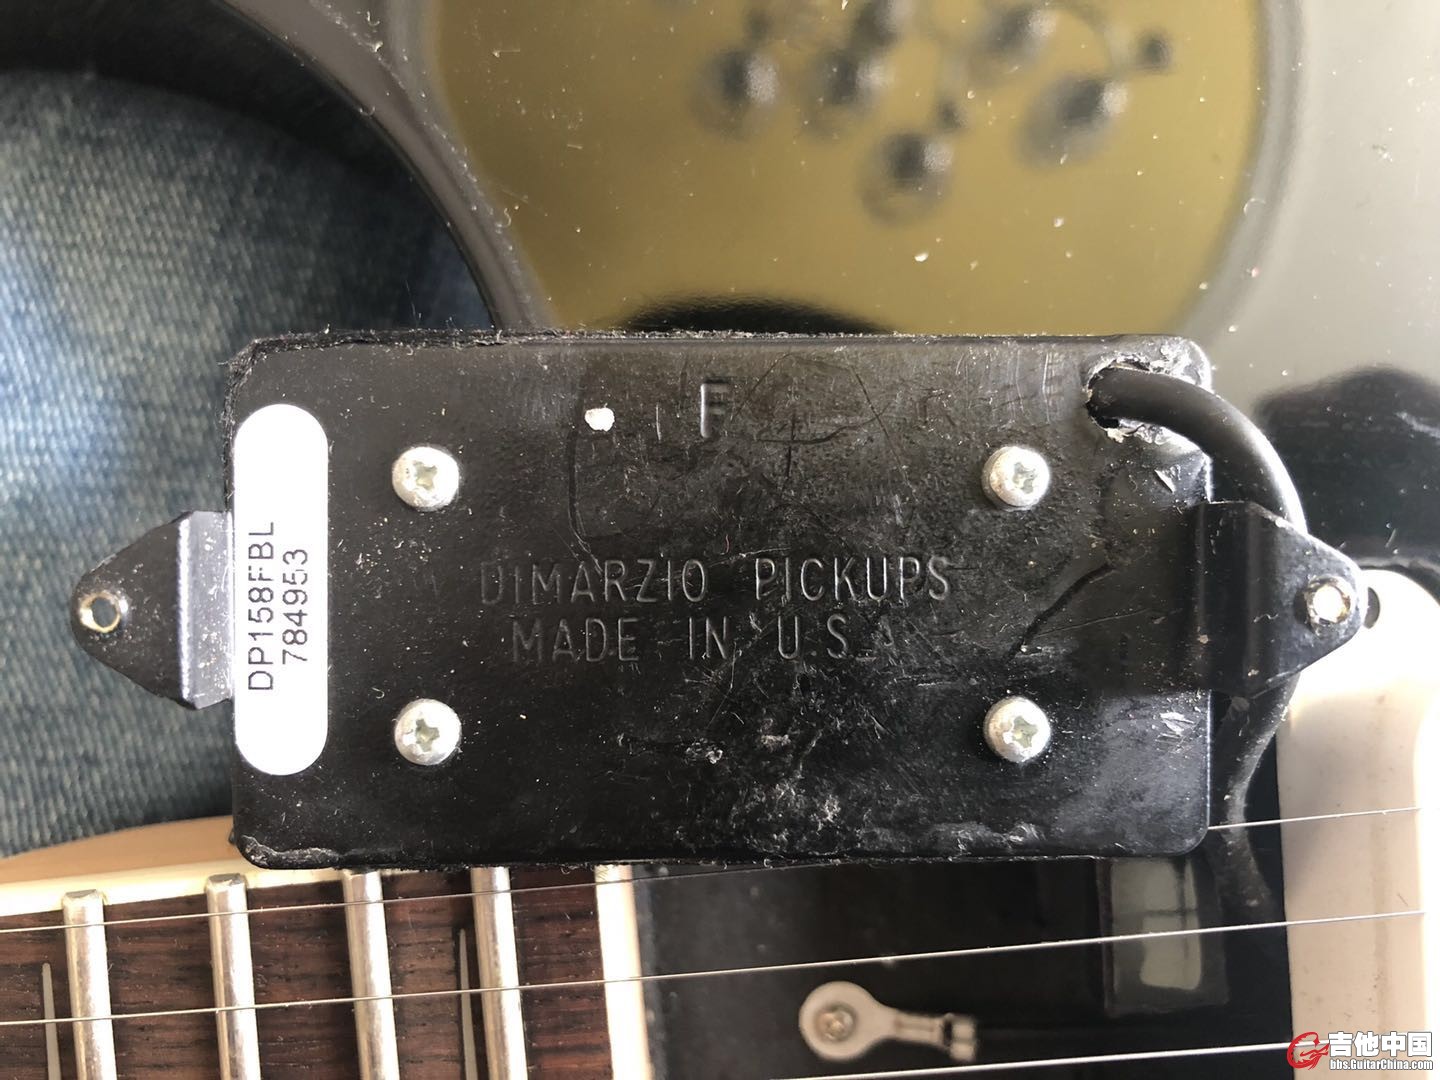 F
DP158FBL
784953
DIMARZIO PICKUPS
MADE IN U.S.A
吉他中国
bbs.GuitarChina.com